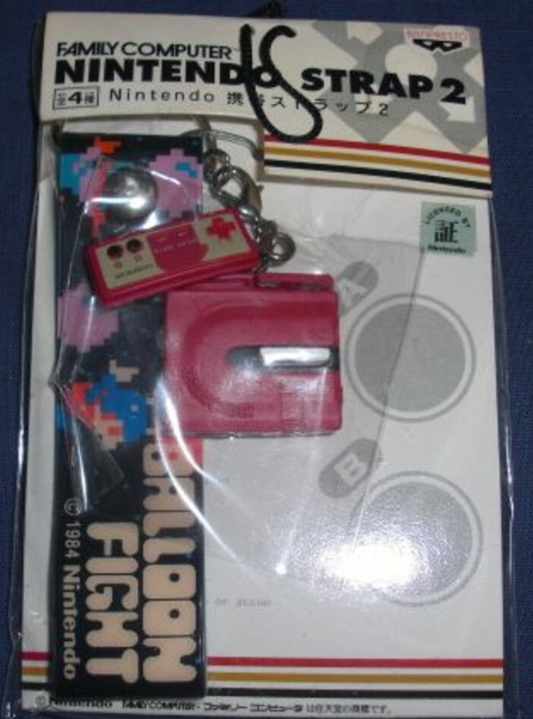 BANPRESTO
FAMILY COMPUTER
NINTENDO STRAP 2
全4種 Nintendo 携帯ストラップ2
LICENSED BY
証
Nintendo
A
B
BALLOON
FIGHT
©1984 Nintendo
©Nintendo FAMILY COMPUTER・ファミリーコンピュータは任天堂の商標です。